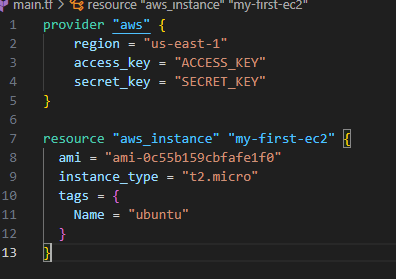 main.tf > resource "aws_instance" "my-first-ec2"
1 provider "aws" {
2 region = "us-east-1"
3 access_key = "ACCESS_KEY"
4 secret_key = "SECRET_KEY"
5 }
6
7 resource "aws_instance" "my-first-ec2" {
8 ami = "ami-0c55b159cbfafe1f0"
9 instance_type = "t2.micro"
10 tags = {
11 Name = "ubuntu"
12 }
13 }